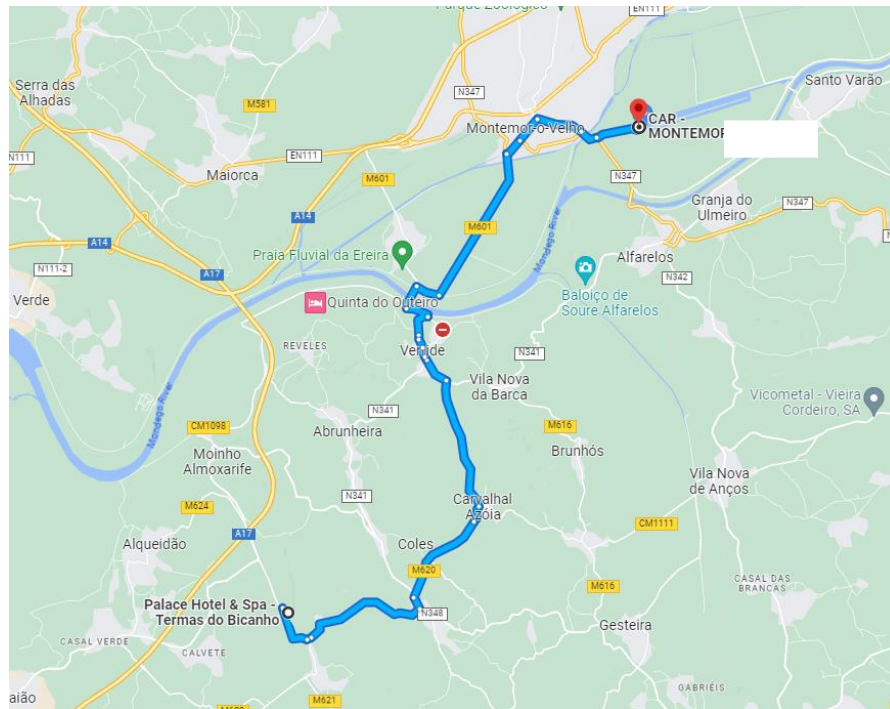 Parque Zoológico
EN111
Serra das
Alhadas
Santo Varão
N347
M581
CAR -
MONTEMOR
Montemor-o-Velho
N111
EN111
Maiorca
M601
N347
Granja do
Ulmeiro
N347
A14
M601
A14
Praia Fluvial da Ereira
Mondego River
Alfarelos
N111-2
A17
N342
Verde
Quinta do Outeiro
Baloiço de
Soure Alfarelos
REVELES
Verride
N341
Mondego River
Vila Nova
da Barca
Vicometal - Vieira
Cordeiro, SA
N341
CM1098
Abrunheira
M616
Moinho
Almoxarife
Brunhós
Vila Nova
de Anços
N341
Carvalhal
Azóia
M624
CM1111
A17
Alqueidão
Coles
M620
M616
CASAL DAS
BRANCAS
Palace Hotel & Spa -
Termas do Bicanho
N348
Gesteira
CASAL VERDE
CALVETE
GABRIÉIS
aião
M621